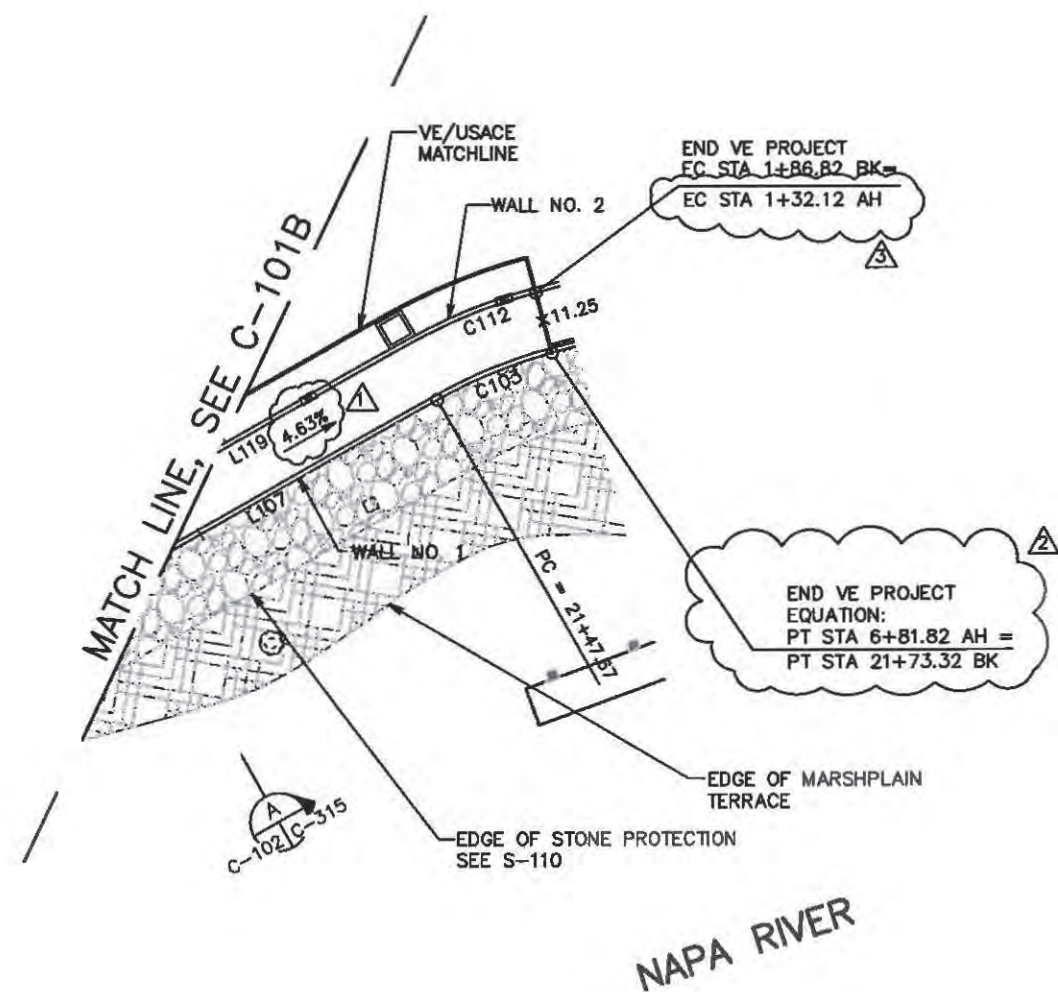 VE/USACE
MATCHLINE
END VE PROJECT
EC STA 1+86.82 BK=
EC STA 1+32.12 AH
3
WALL NO. 2
MATCH LINE, SEE C-101B
C112
11.25
C103
1
4.63%
L119
L107
WALL NO. 1
PC = 21+47.67
2
END VE PROJECT
EQUATION:
PT STA 6+81.82 AH =
PT STA 21+73.32 BK
EDGE OF MARSHPLAIN
TERRACE
A
C-102
C-315
EDGE OF STONE PROTECTION
SEE S-110
NAPA RIVER